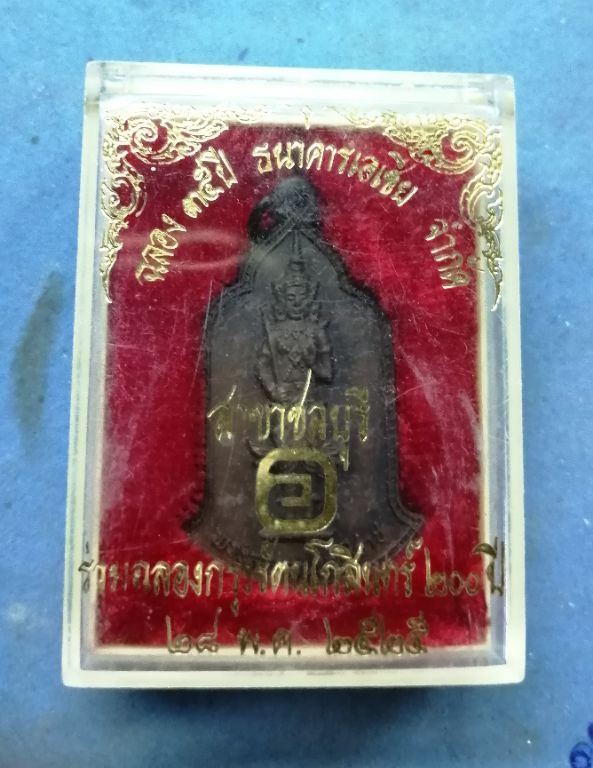 ฉลอง ๓๕ ปี ธนาคารเอเซีย จำกัด
สาขาชลบุรี
ร่วมฉลองกรุงรัตนโกสินทร์ ๒๐๐ ปี
๒๘ พ.ค. ๒๕๒๕